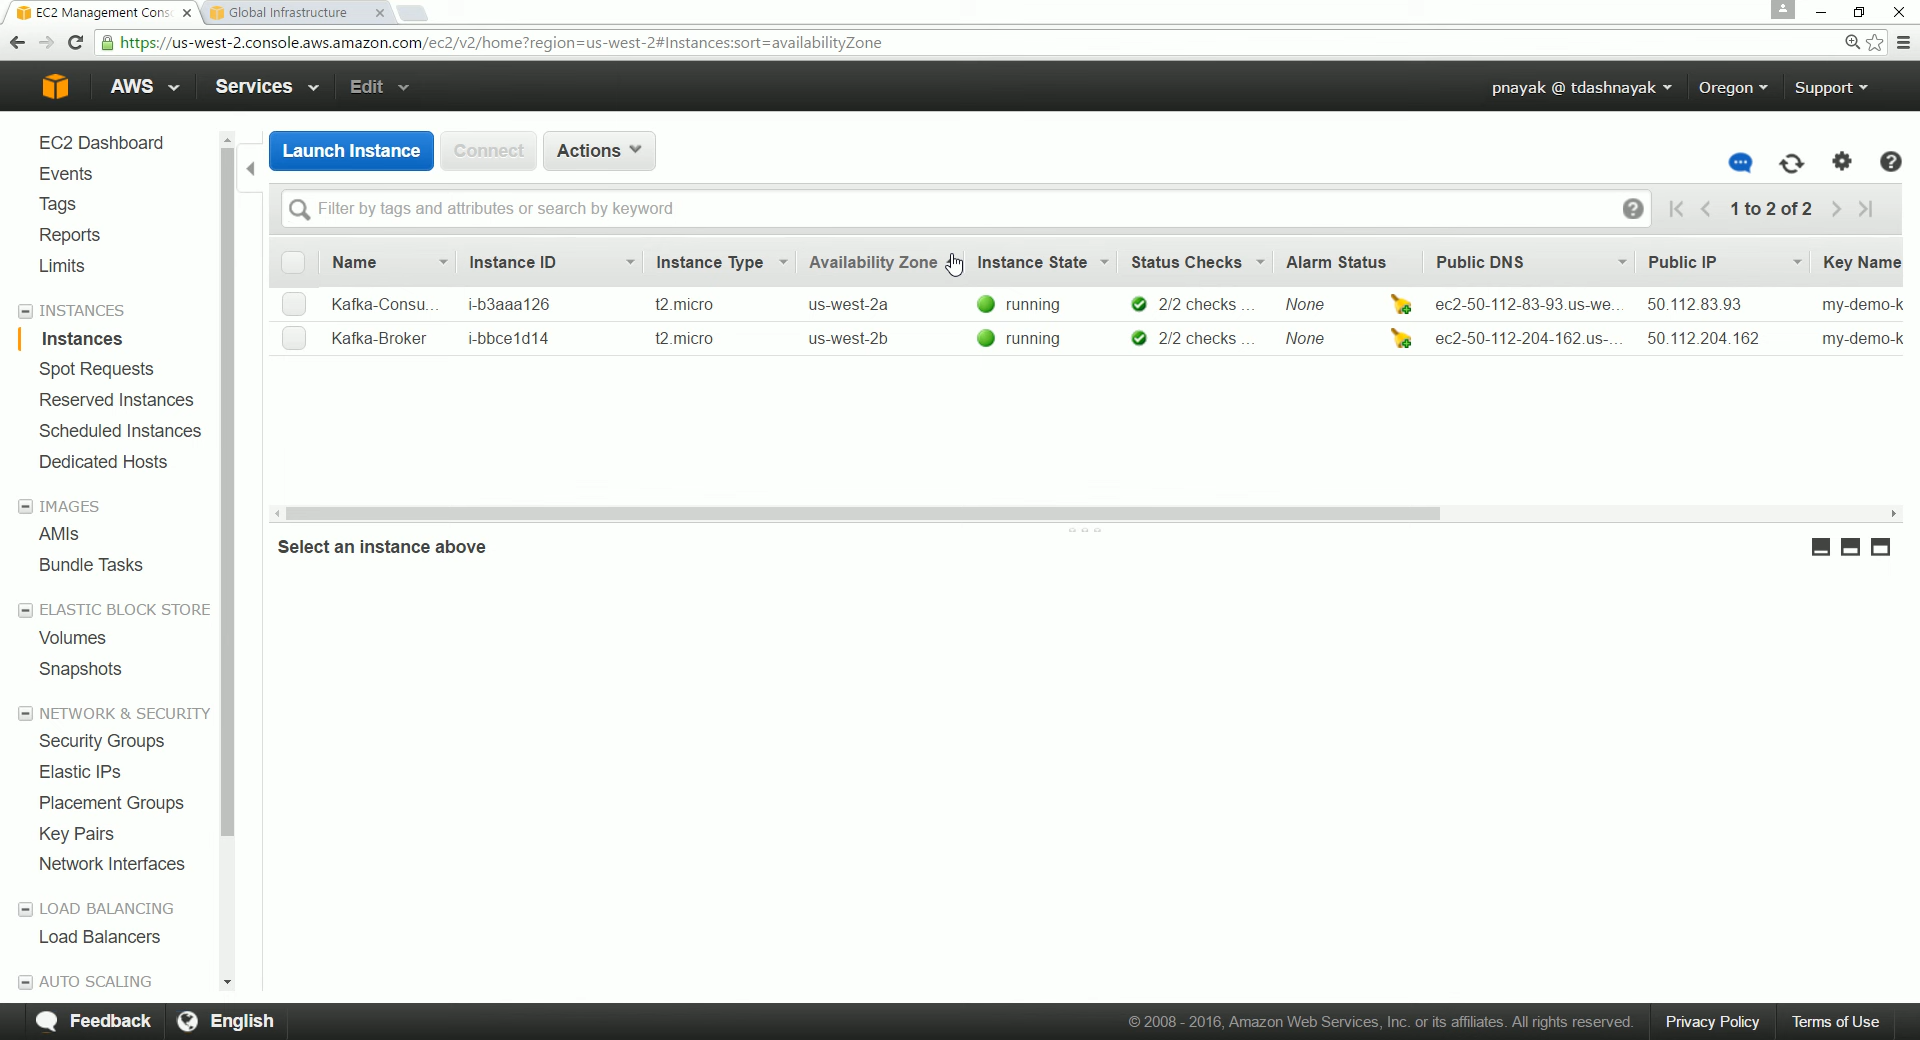 EC2 Management Cons
Global Infrastructure
https://us-west-2.console.aws.amazon.com/ec2/v2/home?region=us-west-2#Instances:sort=availabilityZone
AWS Services Edit
pnayak @ tdashnayak Oregon Support
EC2 Dashboard
Events
Tags
Reports
Limits
INSTANCES
Instances
Spot Requests
Reserved Instances
Scheduled Instances
Dedicated Hosts
IMAGES
AMIs
Bundle Tasks
ELASTIC BLOCK STORE
Volumes
Snapshots
NETWORK & SECURITY
Security Groups
Elastic IPs
Placement Groups
Key Pairs
Network Interfaces
LOAD BALANCING
Load Balancers
AUTO SCALING
Launch Instance Connect Actions
Filter by tags and attributes or search by keyword
1 to 2 of 2
Name Instance ID Instance Type Availability Zone Instance State Status Checks Alarm Status Public DNS Public IP Key Name
Kafka-Consu... i-b3aaa126 t2.micro us-west-2a running 2/2 checks ... None ec2-50-112-83-93.us-we... 50.112.83.93 my-demo-k
Kafka-Broker i-bbce1d14 t2.micro us-west-2b running 2/2 checks ... None ec2-50-112-204-162.us-... 50.112.204.162 my-demo-k
Select an instance above
Feedback English
© 2008 - 2016, Amazon Web Services, Inc. or its affiliates. All rights reserved. Privacy Policy Terms of Use